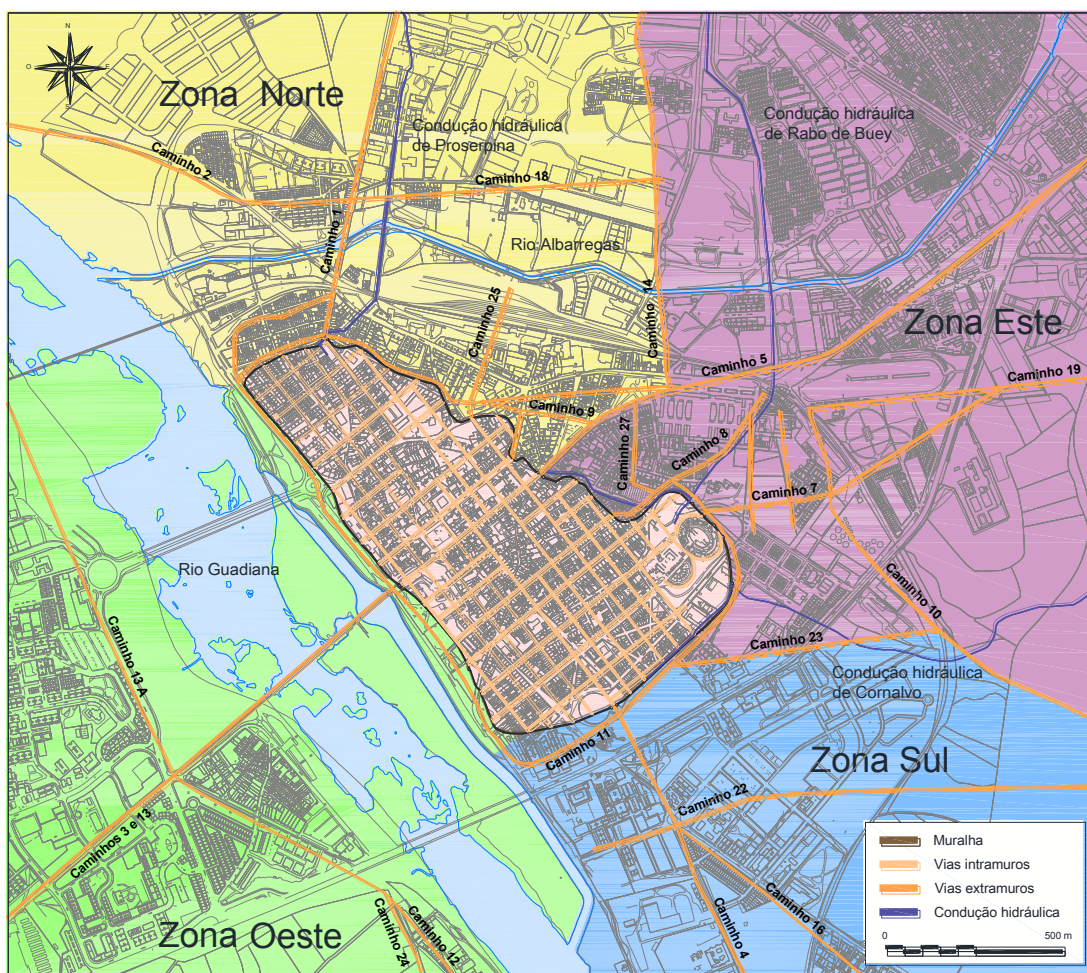 N
O
E
S
Zona Norte
Condução hidráulica
de Proserpina
Condução hidráulica
de Rabo de Buey
Caminho 2
Caminho 18
Caminho 1
Rio Albarregas
Caminho 14
Caminho 25
Zona Este
Caminho 5
Caminho 19
Caminho 9
Caminho 27
Caminho 8
Caminho 7
Rio Guadiana
Caminho 10
Caminho 23
Caminho 13-A
Condução hidráulica
de Cornalvo
Caminho 11
Zona Sul
Caminho 22
Caminhos 3 e 13
Caminho 16
Caminho 4
Zona Oeste
Caminho 24
Caminho 12
Muralha
Vias intramuros
Vias extramuros
Condução hidráulica
0 500 m